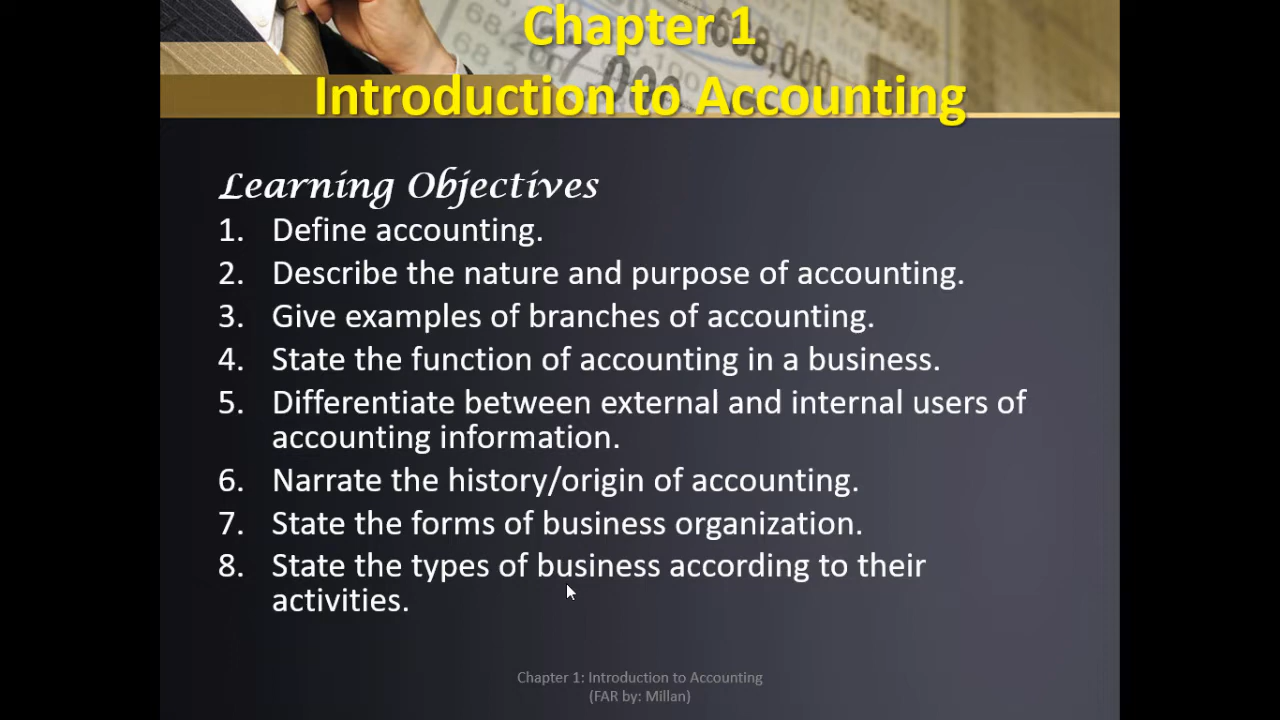 Chapter 1
Introduction to Accounting
Learning Objectives
1. Define accounting.
2. Describe the nature and purpose of accounting.
3. Give examples of branches of accounting.
4. State the function of accounting in a business.
5. Differentiate between external and internal users of
accounting information.
6. Narrate the history/origin of accounting.
7. State the forms of business organization.
8. State the types of business according to their
activities.
Chapter 1: Introduction to Accounting
(FAR by: Millan)